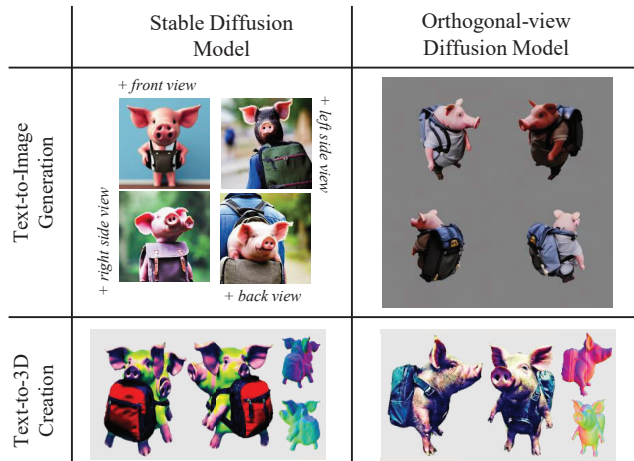 Stable Diffusion
Model
Orthogonal-view
Diffusion Model
Text-to-Image
Generation
+ front view
+ left side view
+ right side view
+ back view
Text-to-3D
Creation